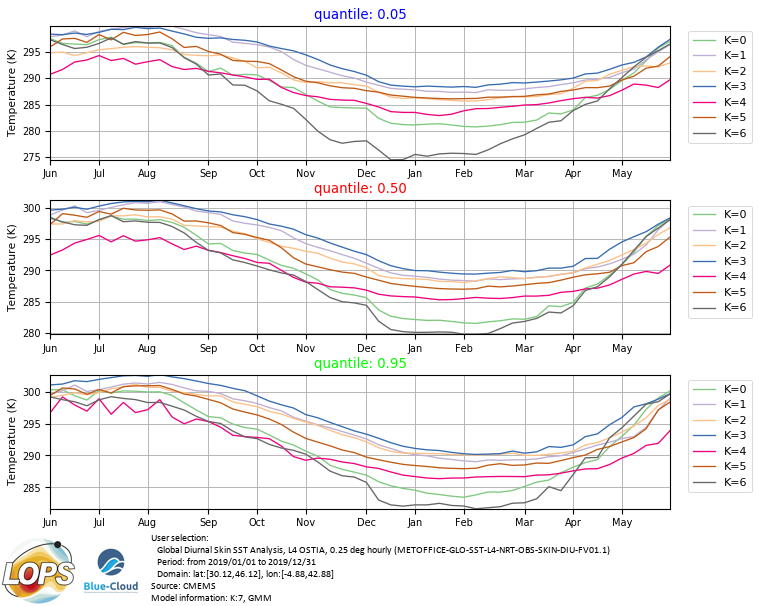 quantile: 0.05
Temperature (K)
295
290
285
280
275
Jun Jul Aug Sep Oct Nov Dec Jan Feb Mar Apr May
K=0
K=1
K=2
K=3
K=4
K=5
K=6
quantile: 0.50
Temperature (K)
300
295
290
285
280
Jun Jul Aug Sep Oct Nov Dec Jan Feb Mar Apr May
K=0
K=1
K=2
K=3
K=4
K=5
K=6
quantile: 0.95
Temperature (K)
300
295
290
285
Jun Jul Aug Sep Oct Nov Dec Jan Feb Mar Apr May
K=0
K=1
K=2
K=3
K=4
K=5
K=6
LOPS
Blue-Cloud
User selection:
Global Diurnal Skin SST Analysis, L4 OSTIA, 0.25 deg hourly (METOFFICE-GLO-SST-L4-NRT-OBS-SKIN-DIU-FV01.1)
Period: from 2019/01/01 to 2019/12/31
Domain: lat:[30.12,46.12], lon:[-4.88,42.88]
Source: CMEMS
Model information: K:7, GMM